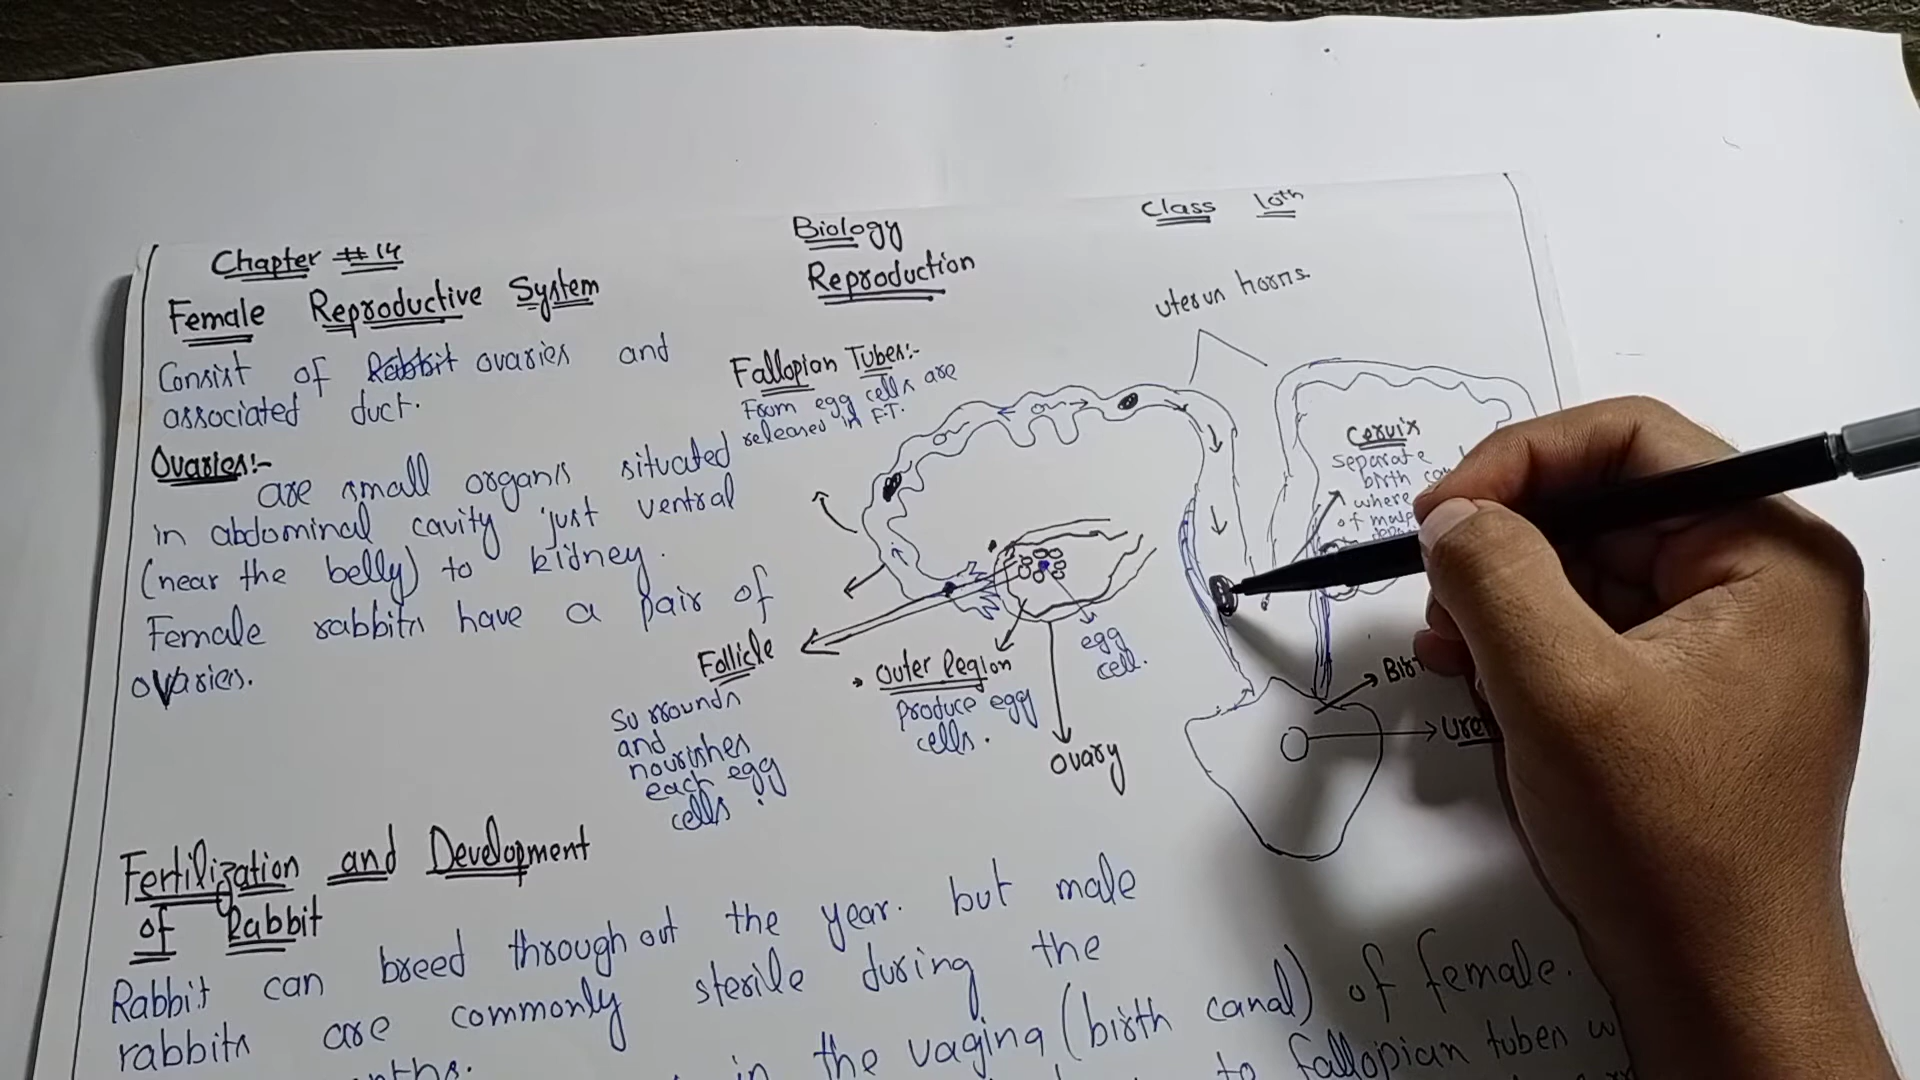 Biology
Class 10th
Chapter # 14
Reproduction
Female Reproductive System
Consist of Rabbit ovaries and
associated duct.
Ovaries:-
are small organs situated
in abdominal cavity just ventral
(near the belly) to kidney.
Female rabbits have a pair of
ovaries.
Fallopian Tubes:-
From egg cells are
released in F.T.
uterus horns.
Cervix
separate
birth
where
of
Follicle
surrounds
and
nourishes
each egg
cells.
Outer Region
produce egg
cells.
egg
cell.
Ovary
Fertilization and Development
of Rabbit
Rabbit can breed throughout the year. but male
rabbits are commonly sterile during the
in the vagina (birth canal) of female.
to fallopian tubes